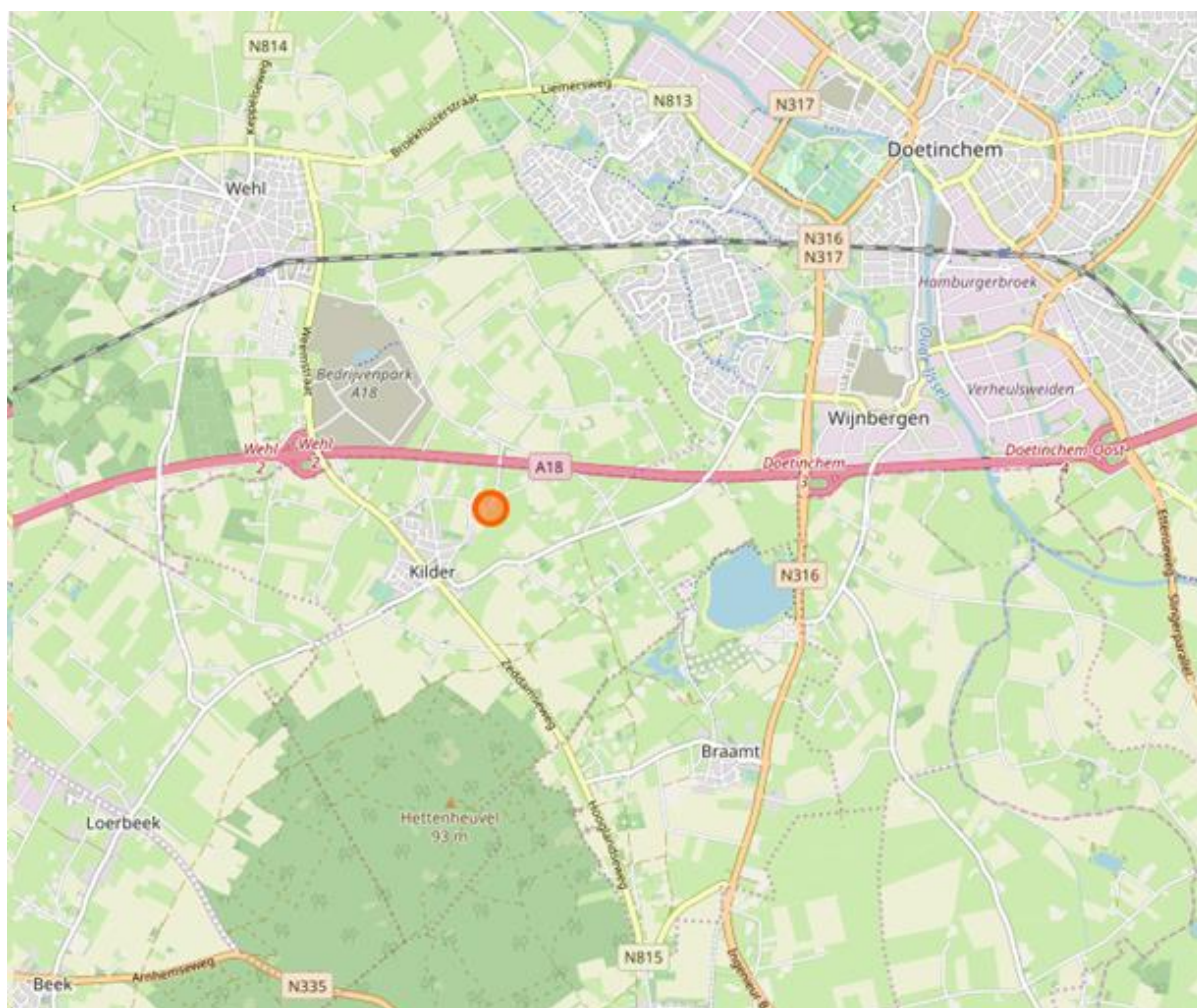 N814
Keppelseweg
Liemersweg
Broekhuizerstraat
N813
N317
Doetinchem
Wehl
N316
N317
Hamburgerbroek
Weemstraat
Bedrijvenpark
A18
Oude IJssel
Verheulsweiden
Wijnbergen
Wehl
2
Wehl
2
A18
Doetinchem
3
Doetinchem-Oost
4
Kilder
N316
Zeddamseweg
Braamt
Hettenheuvel
93 m
Loerbeek
Hooglandseweg
Arnhemseweg
N815
Beek
N335
Ingenieur B